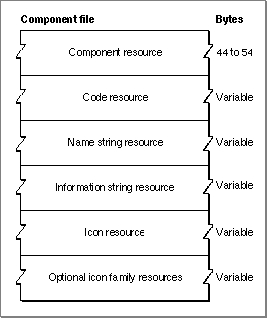 Component file Bytes
Component resource 44 to 54
Code resource Variable
Name string resource Variable
Information string resource Variable
Icon resource Variable
Optional icon family resources Variable